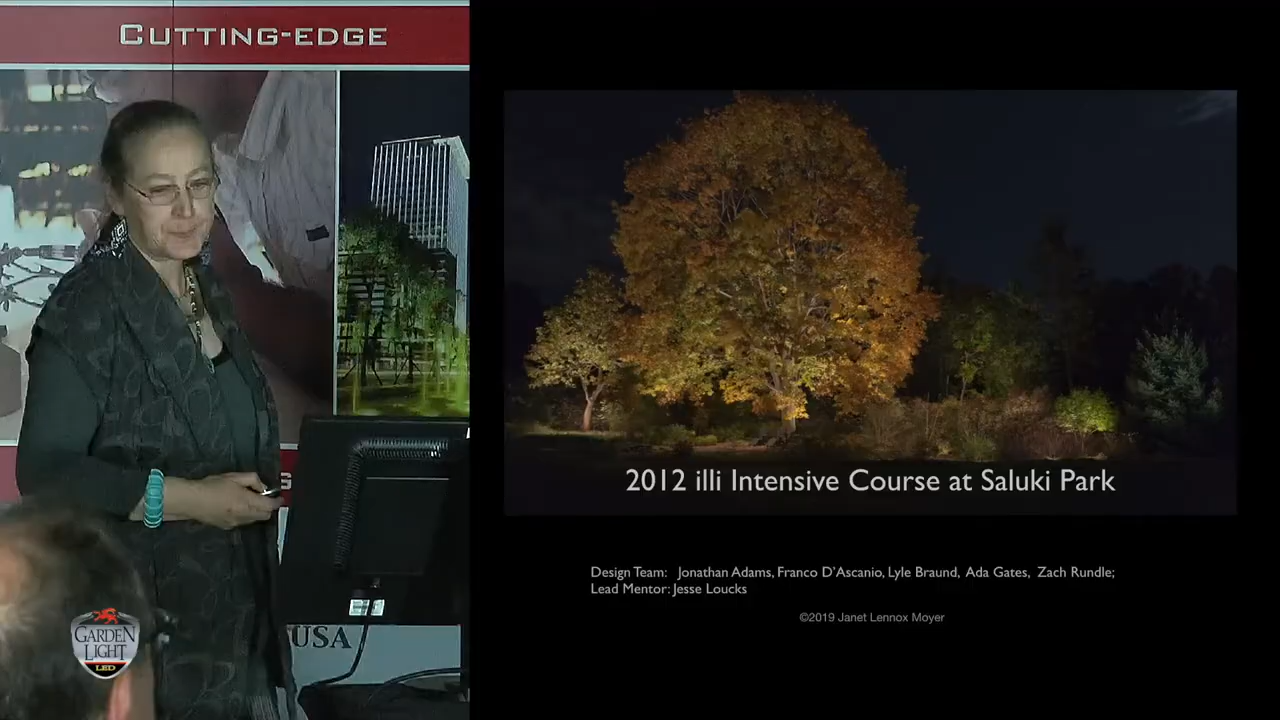 CUTTING-EDGE
2012 illi Intensive Course at Saluki Park
Design Team: Jonathan Adams, Franco D'Ascanio, Lyle Braund, Ada Gates, Zach Rundle;
Lead Mentor: Jesse Loucks
©2019 Janet Lennox Moyer
G
USA
GARDEN
LIGHT
LED